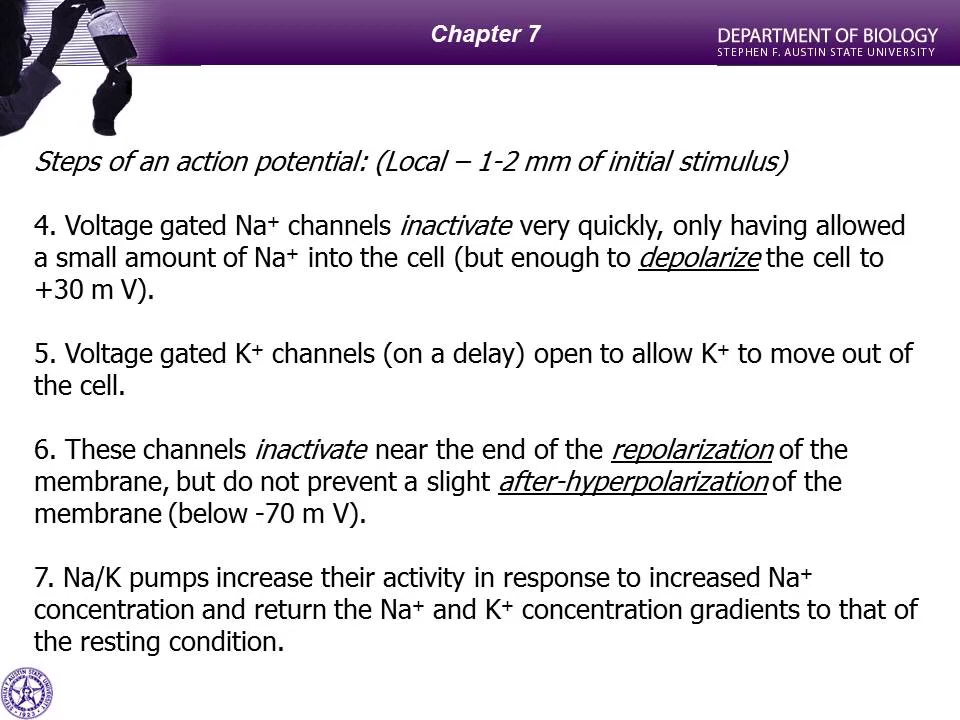 Chapter 7
DEPARTMENT OF BIOLOGY
STEPHEN F. AUSTIN STATE UNIVERSITY
Steps of an action potential: (Local – 1-2 mm of initial stimulus)
4. Voltage gated Na⁺ channels inactivate very quickly, only having allowed
a small amount of Na⁺ into the cell (but enough to depolarize the cell to
+30 m V).
5. Voltage gated K⁺ channels (on a delay) open to allow K⁺ to move out of
the cell.
6. These channels inactivate near the end of the repolarization of the
membrane, but do not prevent a slight after-hyperpolarization of the
membrane (below -70 m V).
7. Na/K pumps increase their activity in response to increased Na⁺
concentration and return the Na⁺ and K⁺ concentration gradients to that of
the resting condition.
STEPHEN F. AUSTIN STATE UNIVERSITY
1923